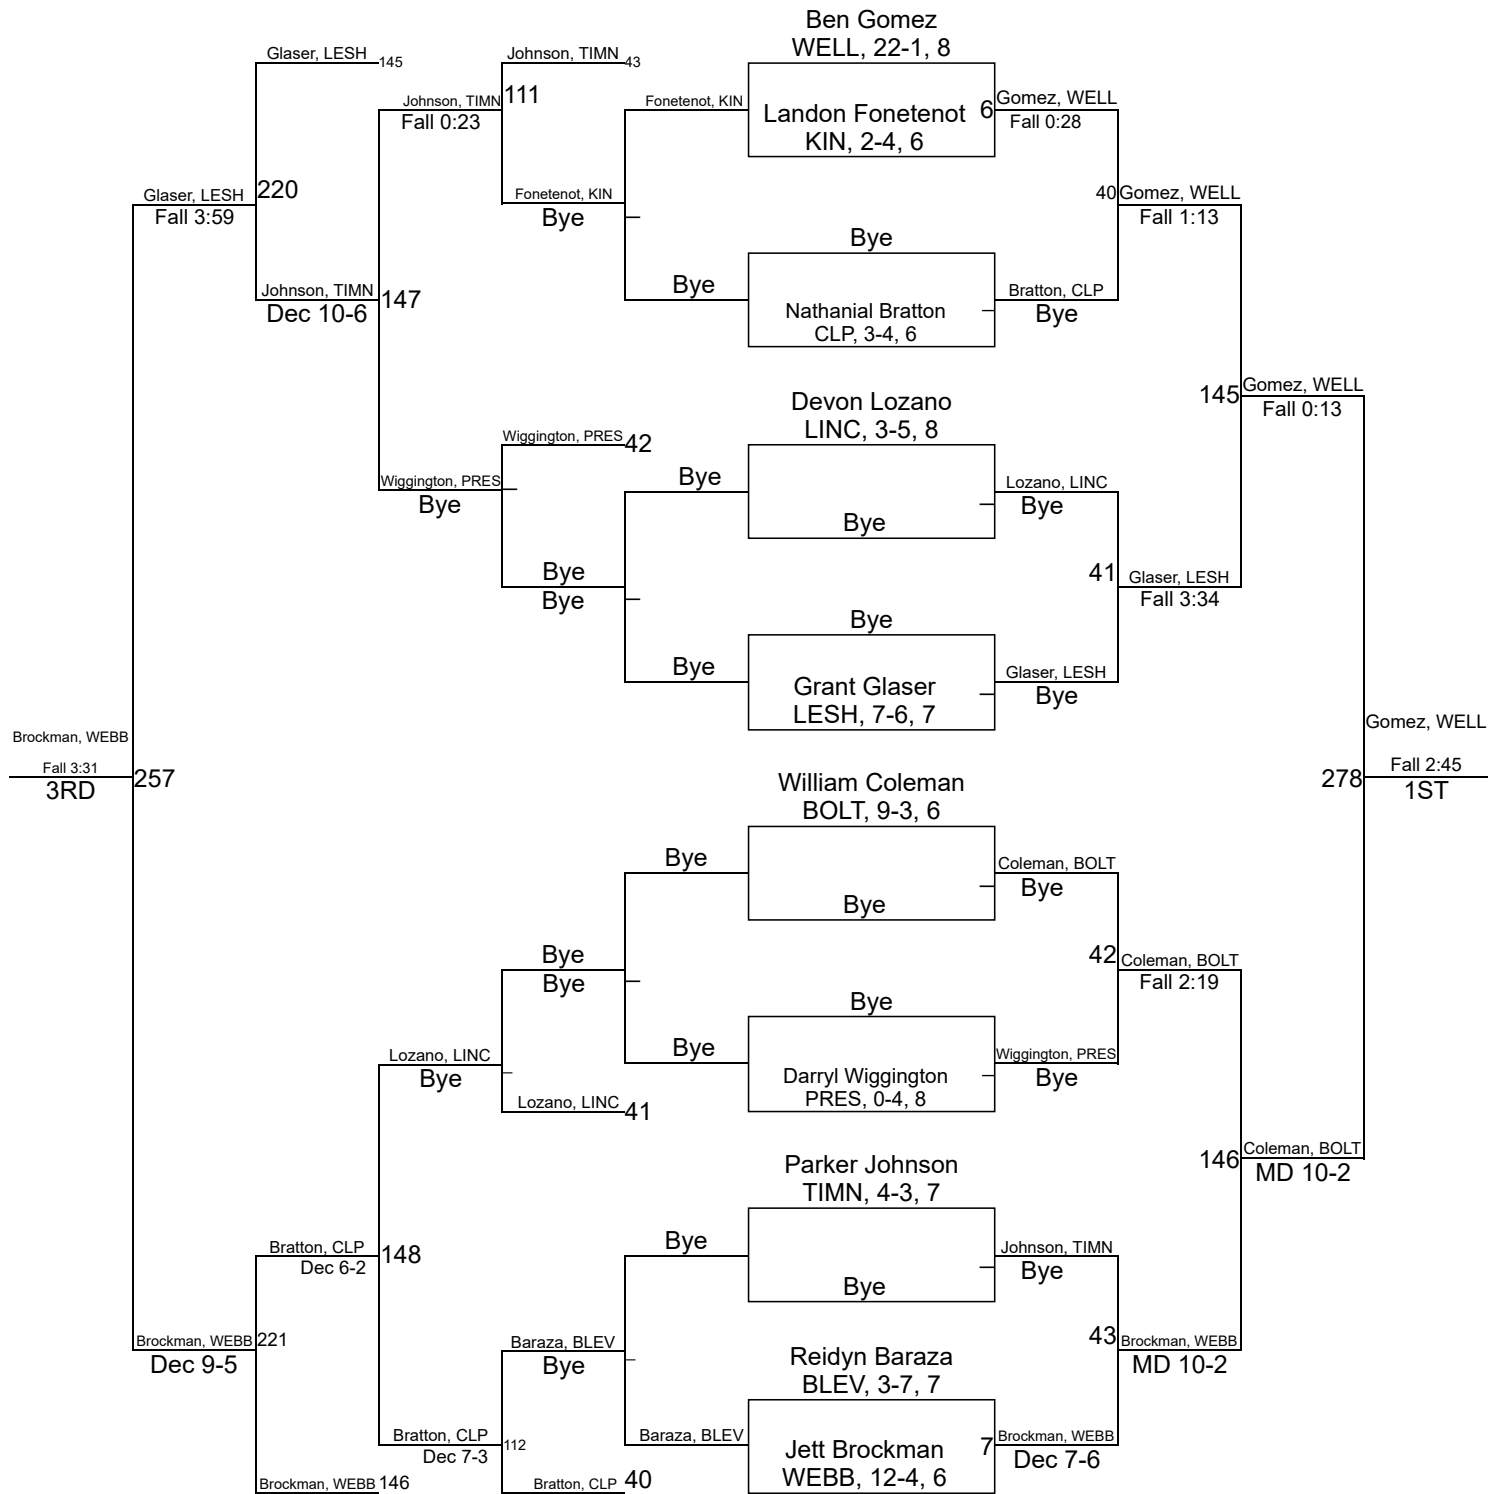 Ben Gomez
WELL, 22-1, 8
Glaser, LESH 145
Johnson, TIMN 43
Johnson, TIMN 111
Fall 0:23
Fonetenot, KIN
Landon Fonetenot
KIN, 2-4, 6
6
Gomez, WELL
Fall 0:28
Glaser, LESH 220
Fall 3:59
Fonetenot, KIN
Bye
40
Gomez, WELL
Fall 1:13
Bye
Johnson, TIMN 147
Dec 10-6
Bye
Nathanial Bratton
CLP, 3-4, 6
Bratton, CLP
Bye
Devon Lozano
LINC, 3-5, 8
145
Gomez, WELL
Fall 0:13
Wiggington, PRES 42
Wiggington, PRES
Bye
Bye
Bye
Lozano, LINC
Bye
Bye
Bye
41
Glaser, LESH
Fall 3:34
Bye
Bye
Grant Glaser
LESH, 7-6, 7
Glaser, LESH
Bye
Brockman, WEBB
Fall 3:31
3RD
257
Gomez, WELL
278
Fall 2:45
1ST
William Coleman
BOLT, 9-3, 6
Bye
Bye
Coleman, BOLT
Bye
Bye
Bye
42
Coleman, BOLT
Fall 2:19
Bye
Bye
Darryl Wiggington
PRES, 0-4, 8
Wiggington, PRES
Bye
Lozano, LINC
Bye
Lozano, LINC 41
Parker Johnson
TIMN, 4-3, 7
146
Coleman, BOLT
MD 10-2
Bratton, CLP 148
Dec 6-2
Bye
Bye
Johnson, TIMN
Bye
Brockman, WEBB 221
Dec 9-5
Baraza, BLEV
Bye
Reidyn Baraza
BLEV, 3-7, 7
43
Brockman, WEBB
MD 10-2
Bratton, CLP 112
Dec 7-3
Baraza, BLEV
Jett Brockman
WEBB, 12-4, 6
7
Brockman, WEBB
Dec 7-6
Brockman, WEBB 146
Bratton, CLP 40